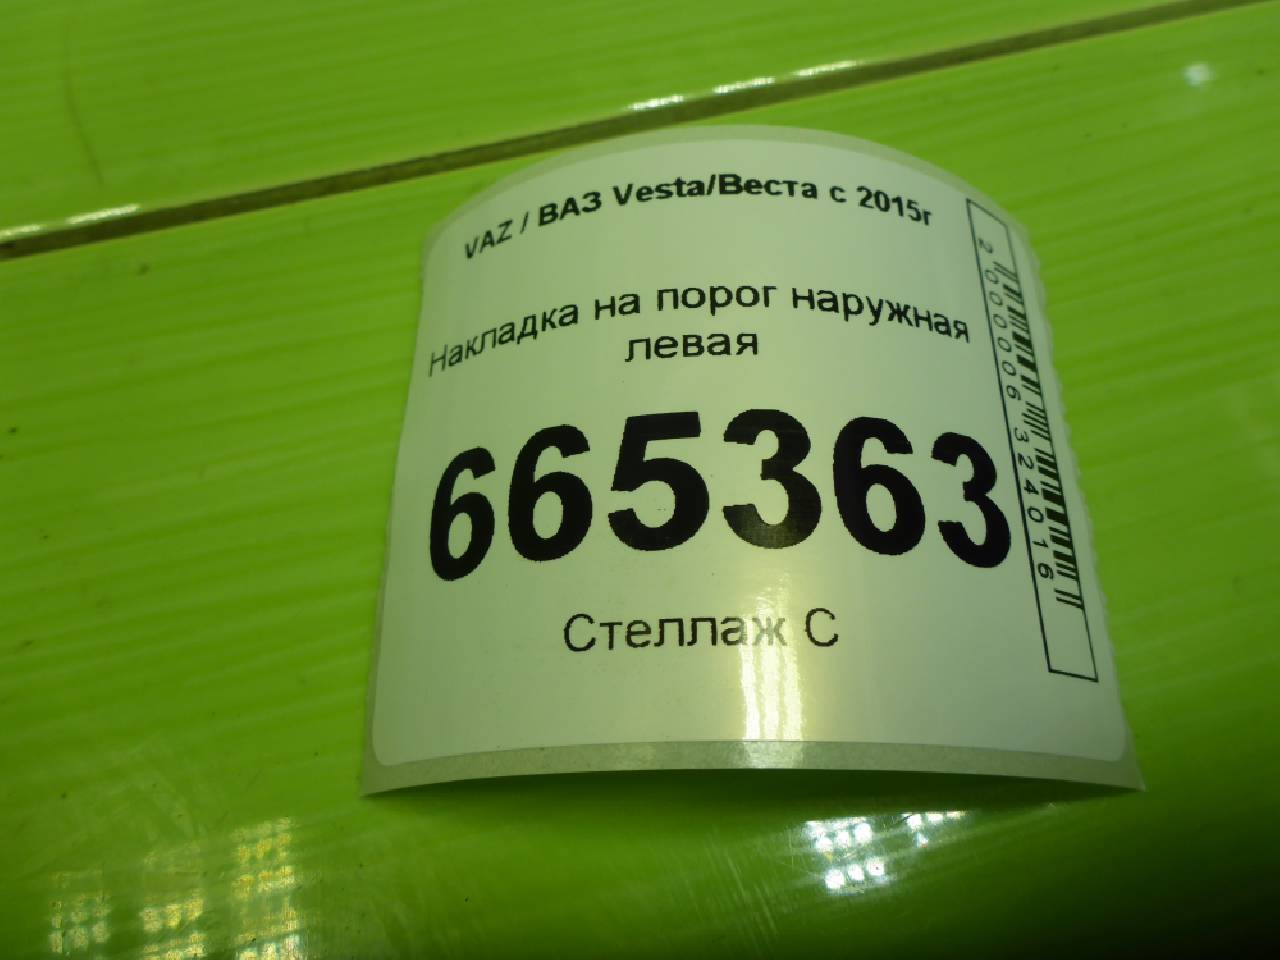 VAZ / ВАЗ Vesta/Веста с 2015г
Накладка на порог наружная
левая
665363
Стеллаж С
2000006324016